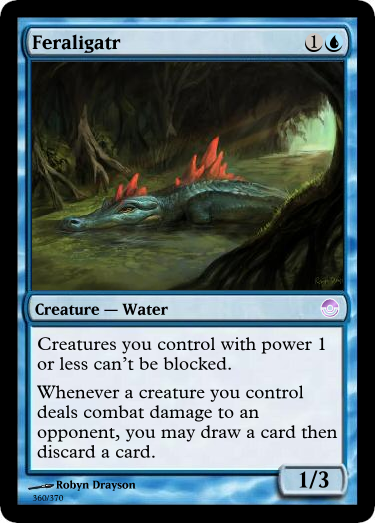 Feraligatr 1
Creature — Water
Creatures you control with power 1
or less can't be blocked.
Whenever a creature you control
deals combat damage to an
opponent, you may draw a card then
discard a card.
1/3
Robyn Drayson
360/370